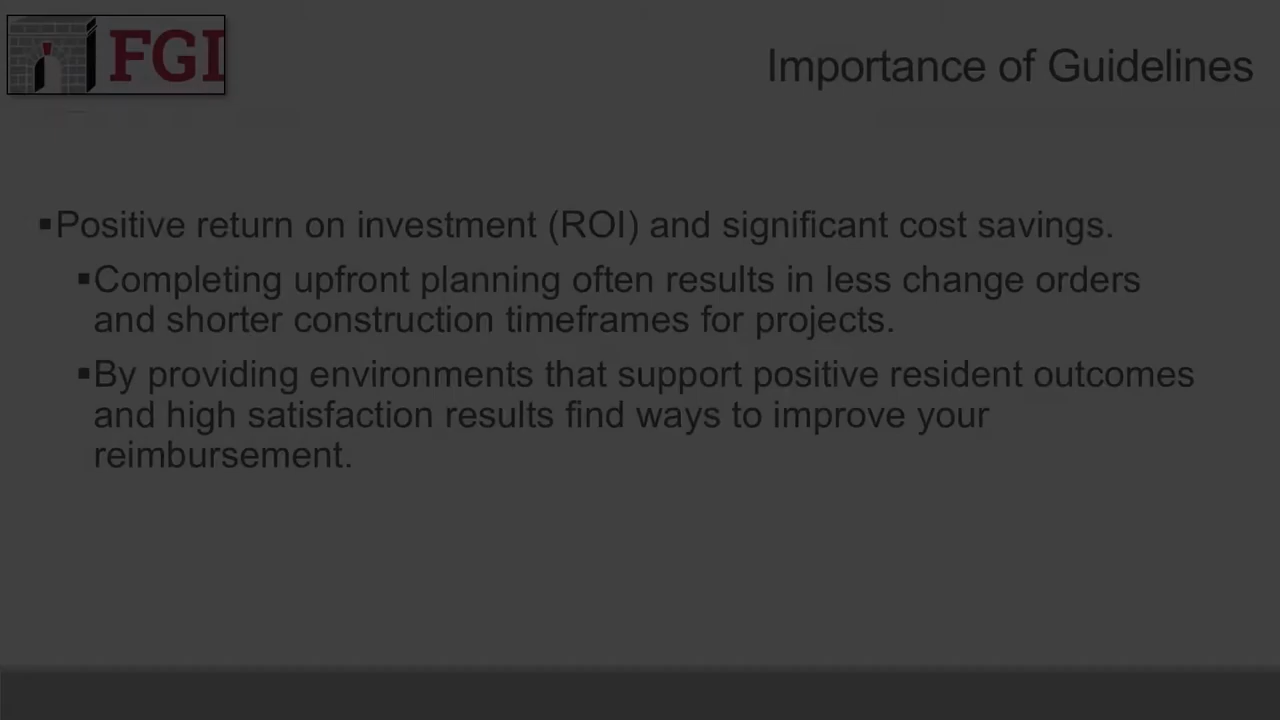 FGI
Importance of Guidelines
▪Positive return on investment (ROI) and significant cost savings.
▪Completing upfront planning often results in less change orders
and shorter construction timeframes for projects.
▪By providing environments that support positive resident outcomes
and high satisfaction results find ways to improve your
reimbursement.